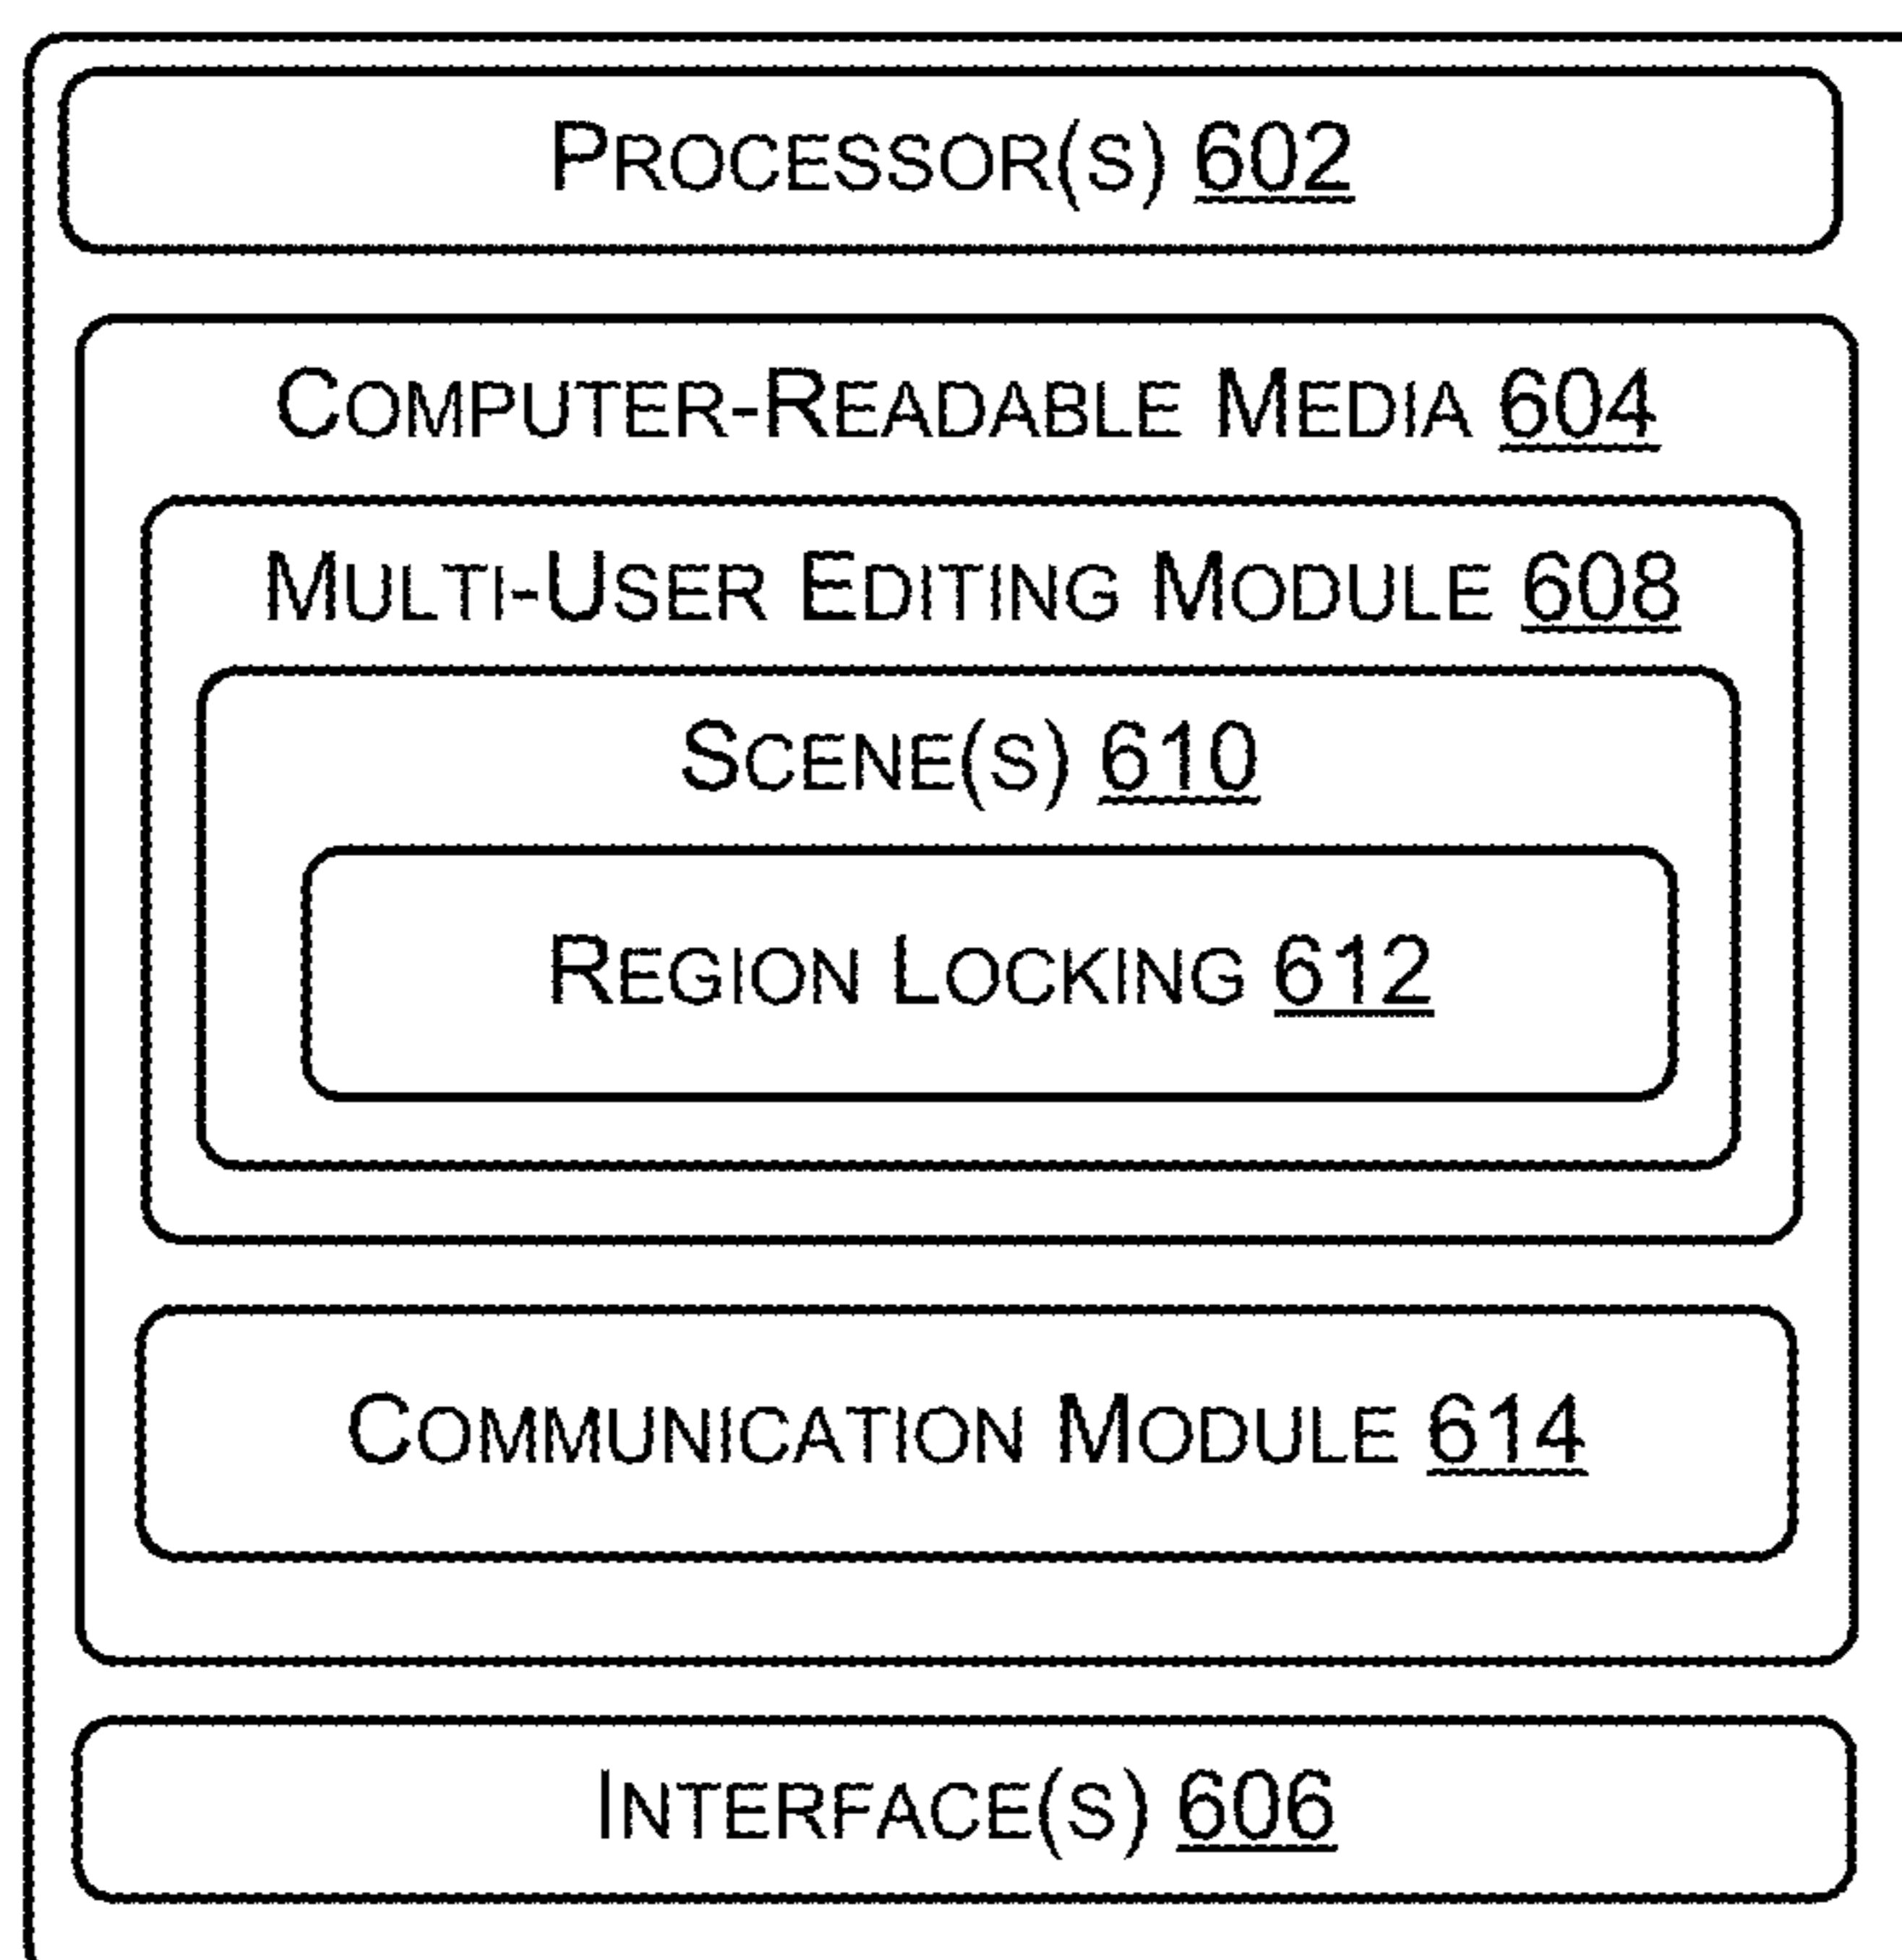 PROCESSOR(S) 602
COMPUTER-READABLE MEDIA 604
MULTI-USER EDITING MODULE 608
SCENE(S) 610
REGION LOCKING 612
COMMUNICATION MODULE 614
INTERFACE(S) 606